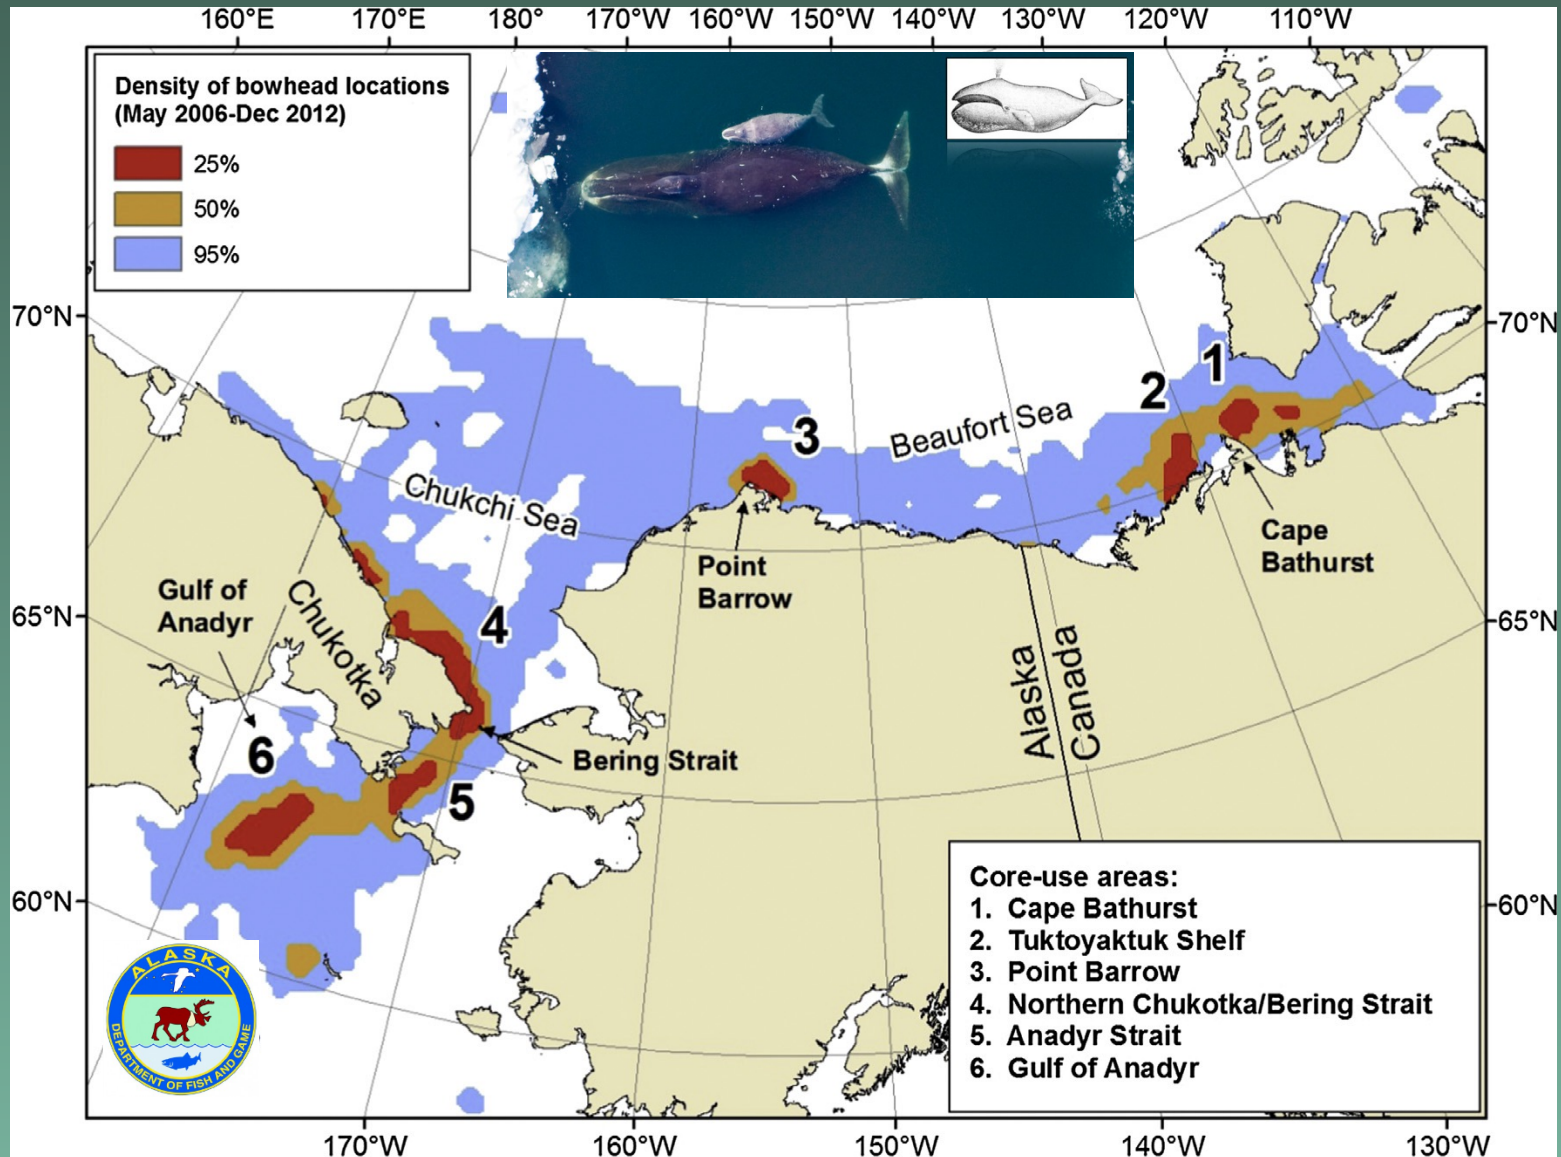 160°E 170°E 180° 170°W 160°W 150°W 140°W 130°W 120°W 110°W
Density of bowhead locations
(May 2006-Dec 2012)
25%
50%
95%
70°N
70°N
1
2
3
Beaufort Sea
Chukchi Sea
Cape
Bathurst
Point
Barrow
Gulf of
Anadyr
Chukotka
65°N
65°N
4
Alaska
Canada
6
Bering Strait
5
60°N
60°N
Core-use areas:
1. Cape Bathurst
2. Tuktoyaktuk Shelf
3. Point Barrow
4. Northern Chukotka/Bering Strait
5. Anadyr Strait
6. Gulf of Anadyr
ALASKA
DEPARTMENT OF FISH AND GAME
170°W 160°W 150°W 140°W 130°W